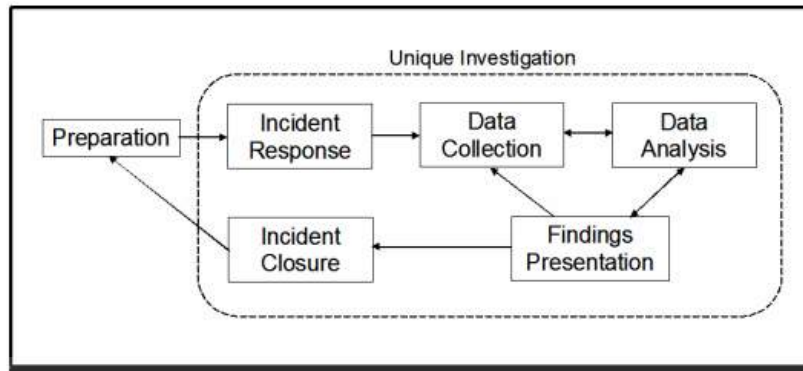 Unique Investigation
Preparation
Incident
Response
Data
Collection
Data
Analysis
Incident
Closure
Findings
Presentation